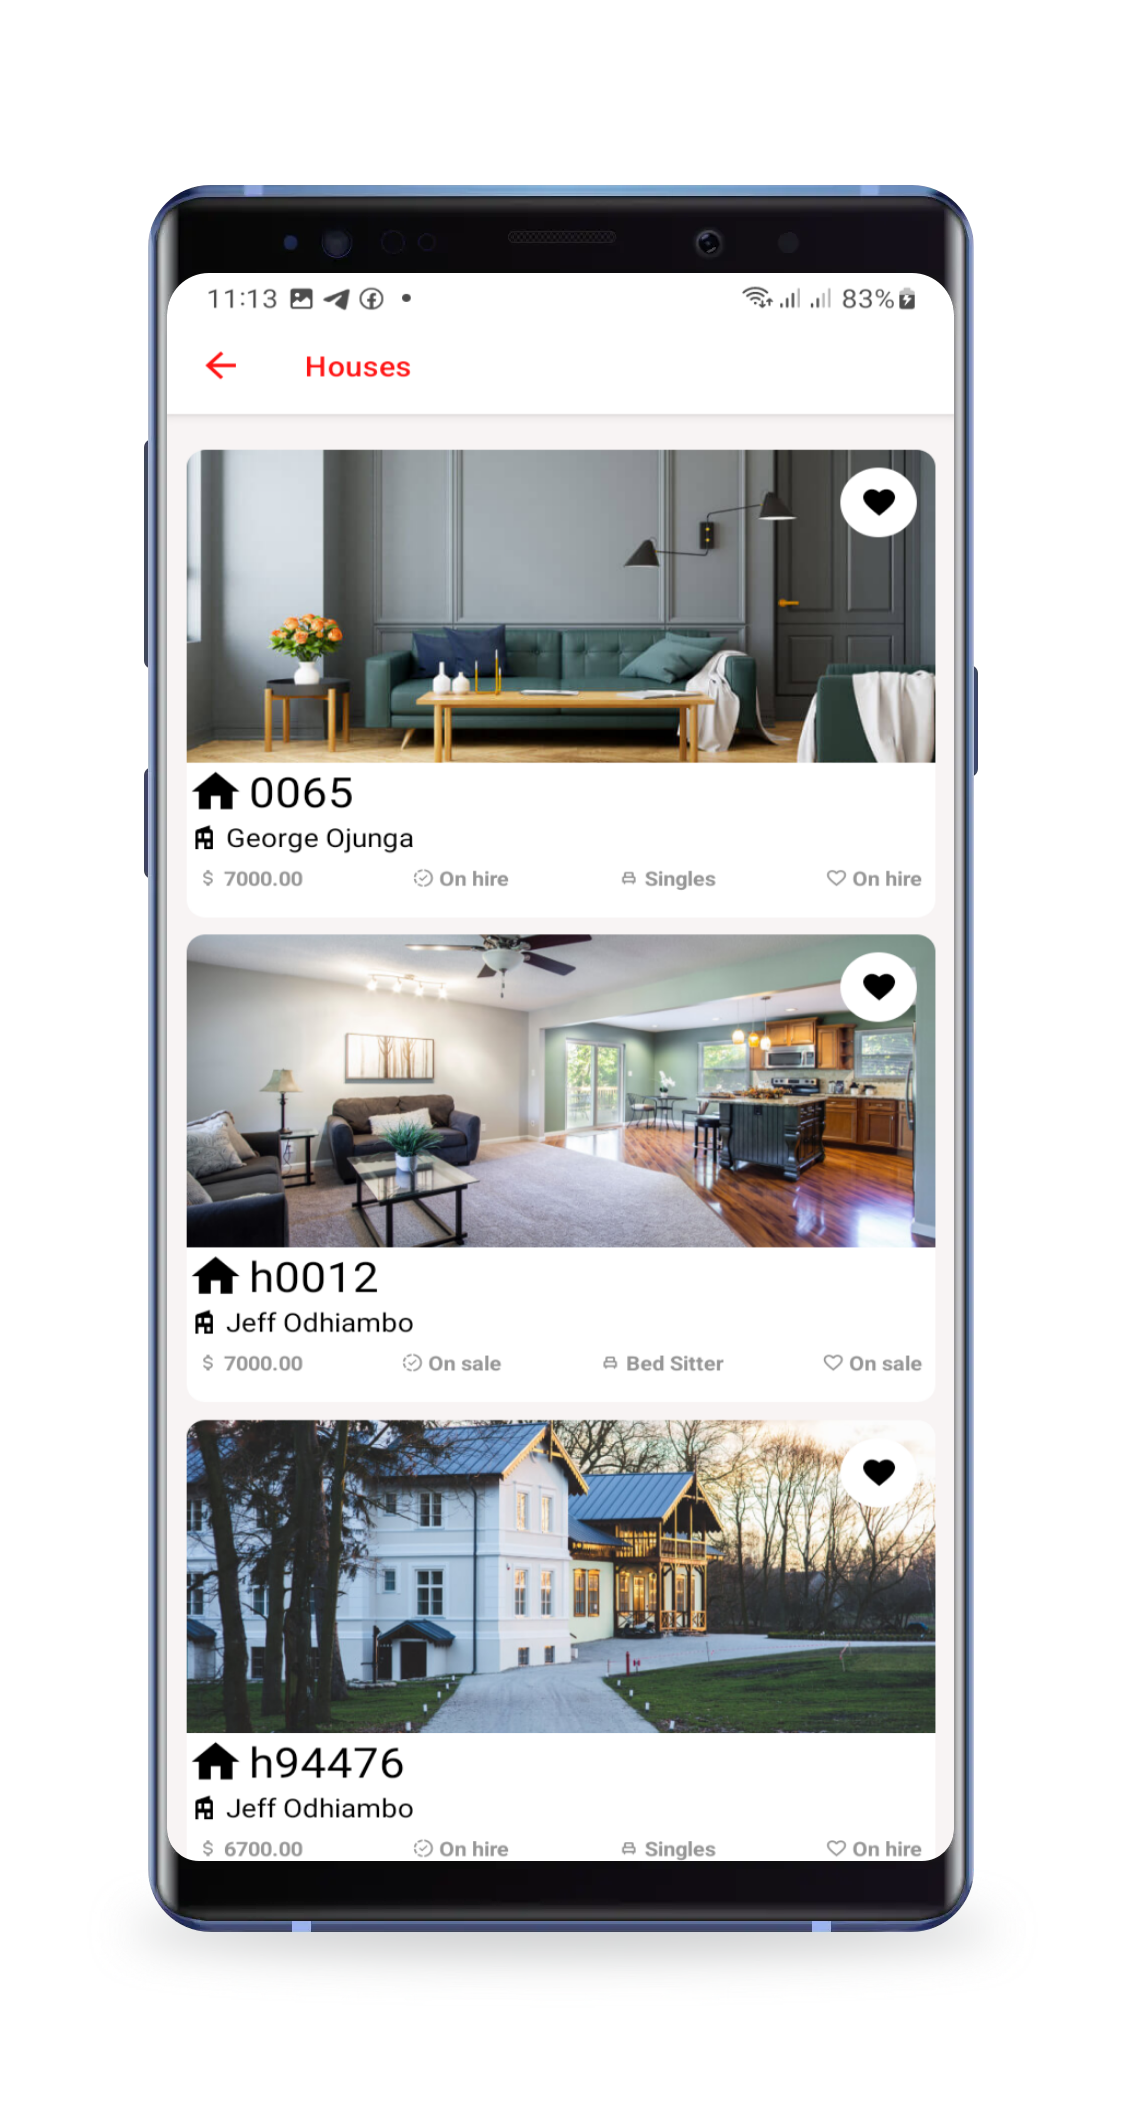 11:13 83%
Houses
0065
George Ojunga
$ 7000.00 On hire Singles On hire
h0012
Jeff Odhiambo
$ 7000.00 On sale Bed Sitter On sale
h94476
Jeff Odhiambo
$ 6700.00 On hire Singles On hire